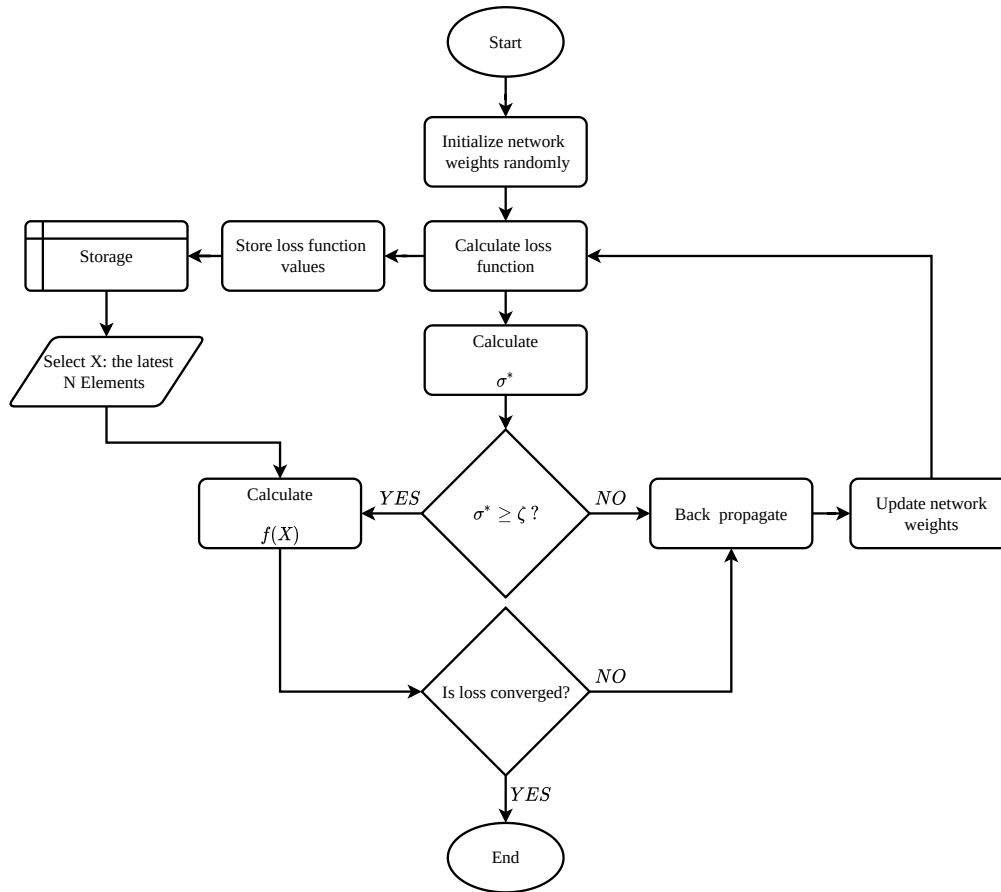 Start
Initialize network
weights randomly
Storage
Store loss function
values
Calculate loss
function
Calculate
σ*
Select X: the latest
N Elements
Calculate
f(X)
YES
σ* ≥ ζ ?
NO
Back propagate
Update network
weights
Is loss converged?
NO
YES
End